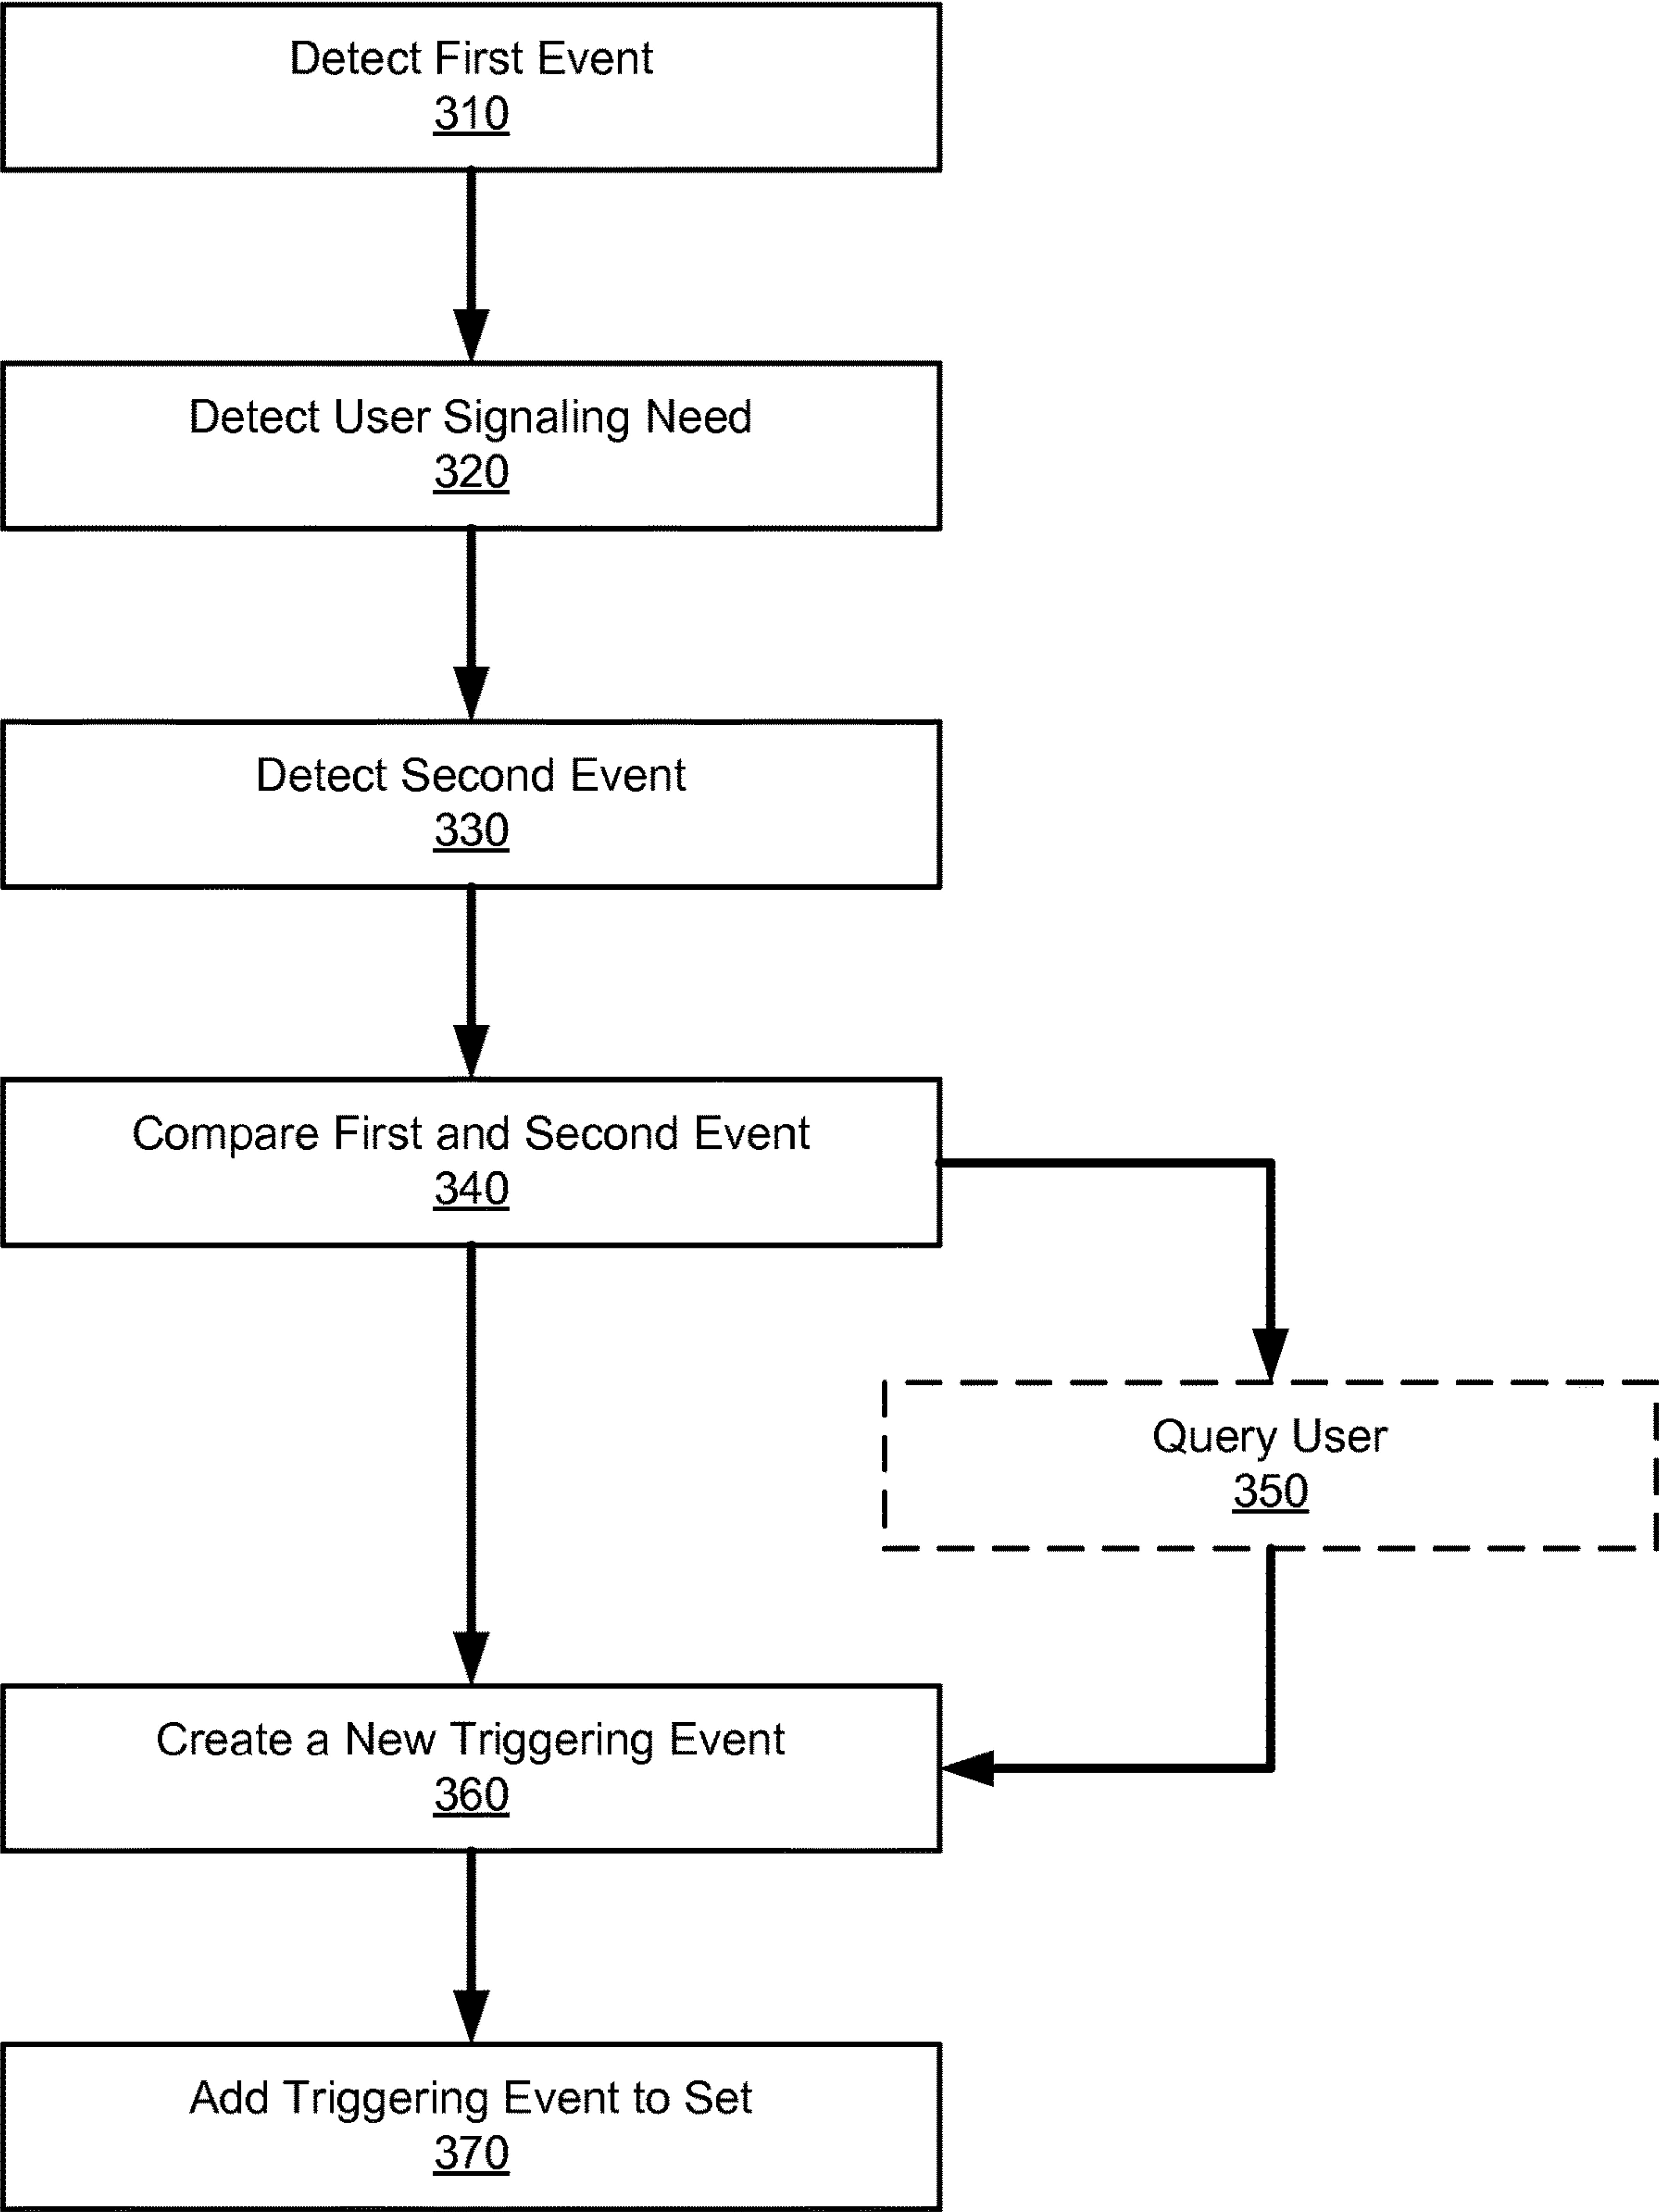 Detect First Event
310
Detect User Signaling Need
320
Detect Second Event
330
Compare First and Second Event
340
Query User
350
Create a New Triggering Event
360
Add Triggering Event to Set
370